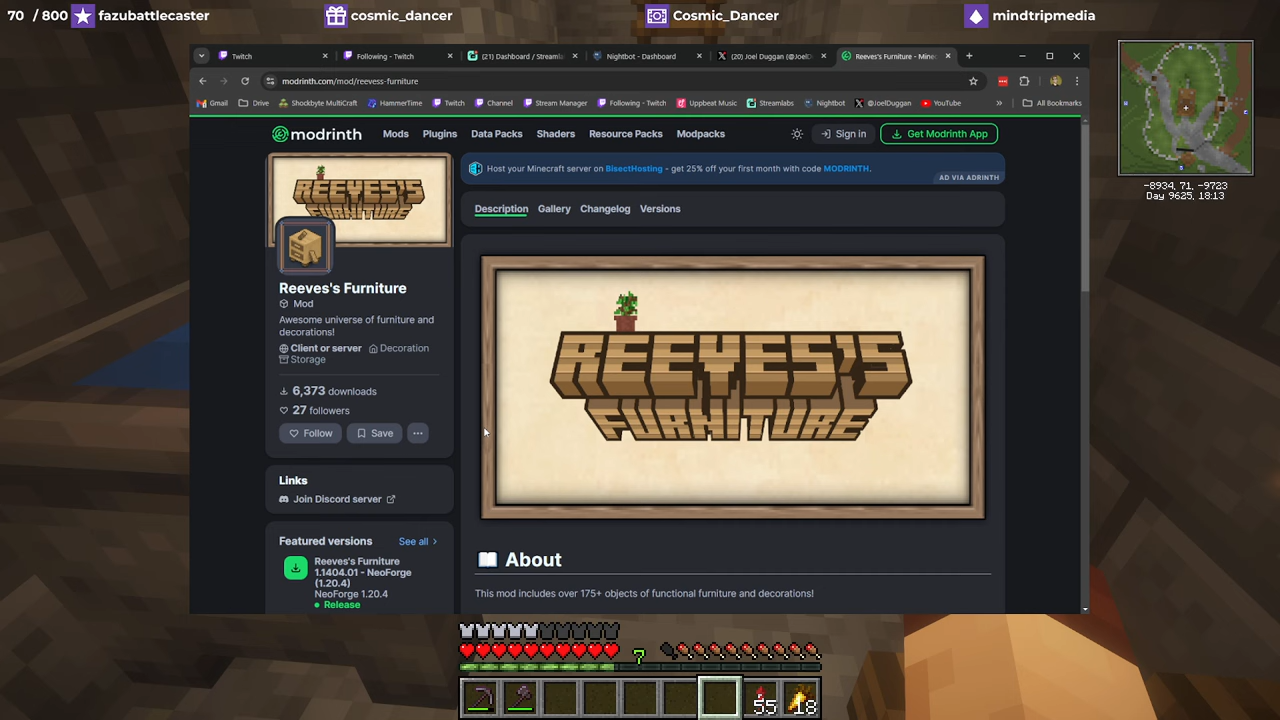 70 / 800
fazubattlecaster
cosmic_dancer
Cosmic_Dancer
mindtripmedia
Twitch
Following - Twitch
(21) Dashboard / Streamla
Nightbot - Dashboard
(20) Joel Duggan (@JoelD
Reeves's Furniture - Mine
modrinth.com/mod/reevess-furniture
Gmail
Drive
Shockbyte MultiCraft
HammerTime
Twitch
Channel
Stream Manager
Following - Twitch
Uppbeat Music
Streamlabs
Nightbot
@JoelDuggan
YouTube
All Bookmarks
modrinth
Mods
Plugins
Data Packs
Shaders
Resource Packs
Modpacks
Sign in
Get Modrinth App
Host your Minecraft server on BisectHosting - get 25% off your first month with code MODRINTH.
AD VIA ADRINTH
Description
Gallery
Changelog
Versions
REEVES'S
FURNITURE
Reeves's Furniture
Mod
Awesome universe of furniture and
decorations!
Client or server
Decoration
Storage
6,373 downloads
27 followers
Follow
Save
Links
Join Discord server
Featured versions
See all
Reeves's Furniture
1.1404.01 - NeoForge
(1.20.4)
NeoForge 1.20.4
Release
REEVES'S
FURNITURE
About
This mod includes over 175+ objects of functional furniture and decorations!
-8934, 71, -9723
Day 9625, 18:13
7
55
18